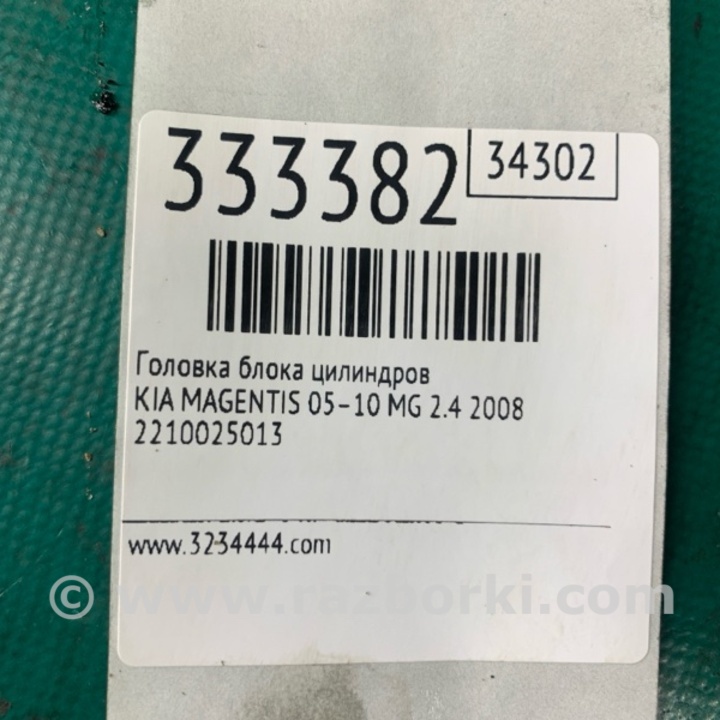 333382
34302
Головка блока цилиндров
KIA MAGENTIS 05-10 MG 2.4 2008
2210025013
www.3234444.com
© www.razborki.com